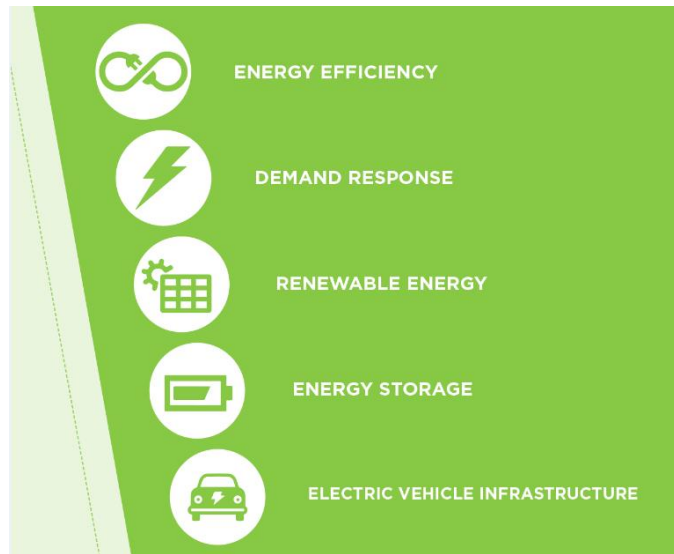 ENERGY EFFICIENCY
DEMAND RESPONSE
RENEWABLE ENERGY
ENERGY STORAGE
ELECTRIC VEHICLE INFRASTRUCTURE